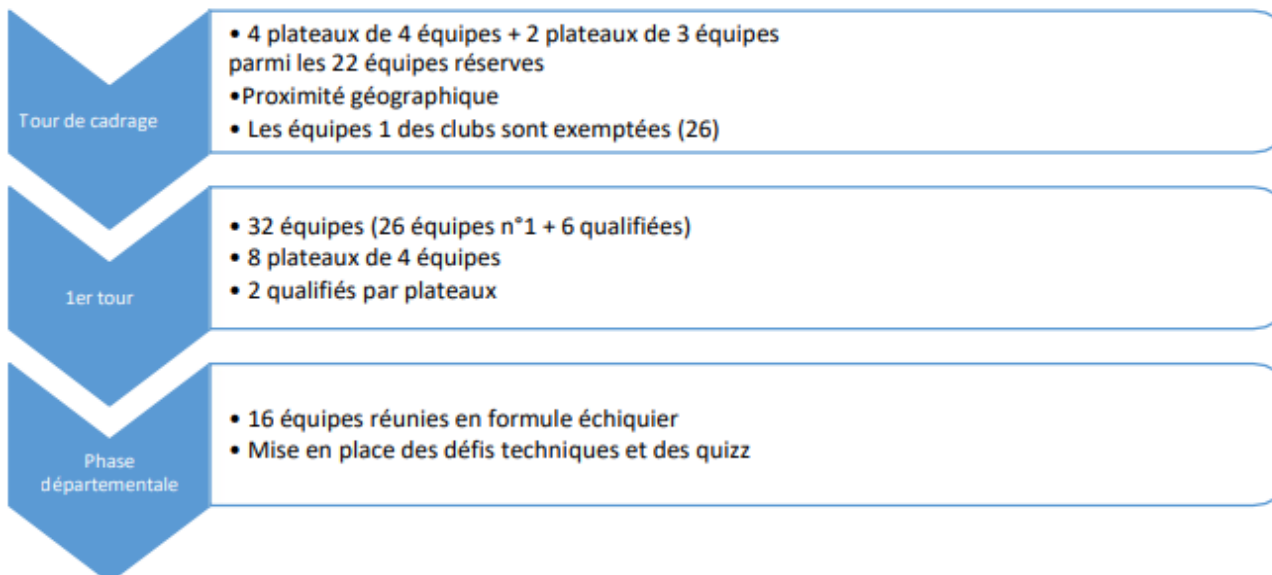 Tour de cadrage
• 4 plateaux de 4 équipes + 2 plateaux de 3 équipes
parmi les 22 équipes réserves
•Proximité géographique
• Les équipes 1 des clubs sont exemptées (26)
1er tour
• 32 équipes (26 équipes n°1 + 6 qualifiées)
• 8 plateaux de 4 équipes
• 2 qualifiés par plateaux
Phase
départementale
• 16 équipes réunies en formule échiquier
• Mise en place des défis techniques et des quizz